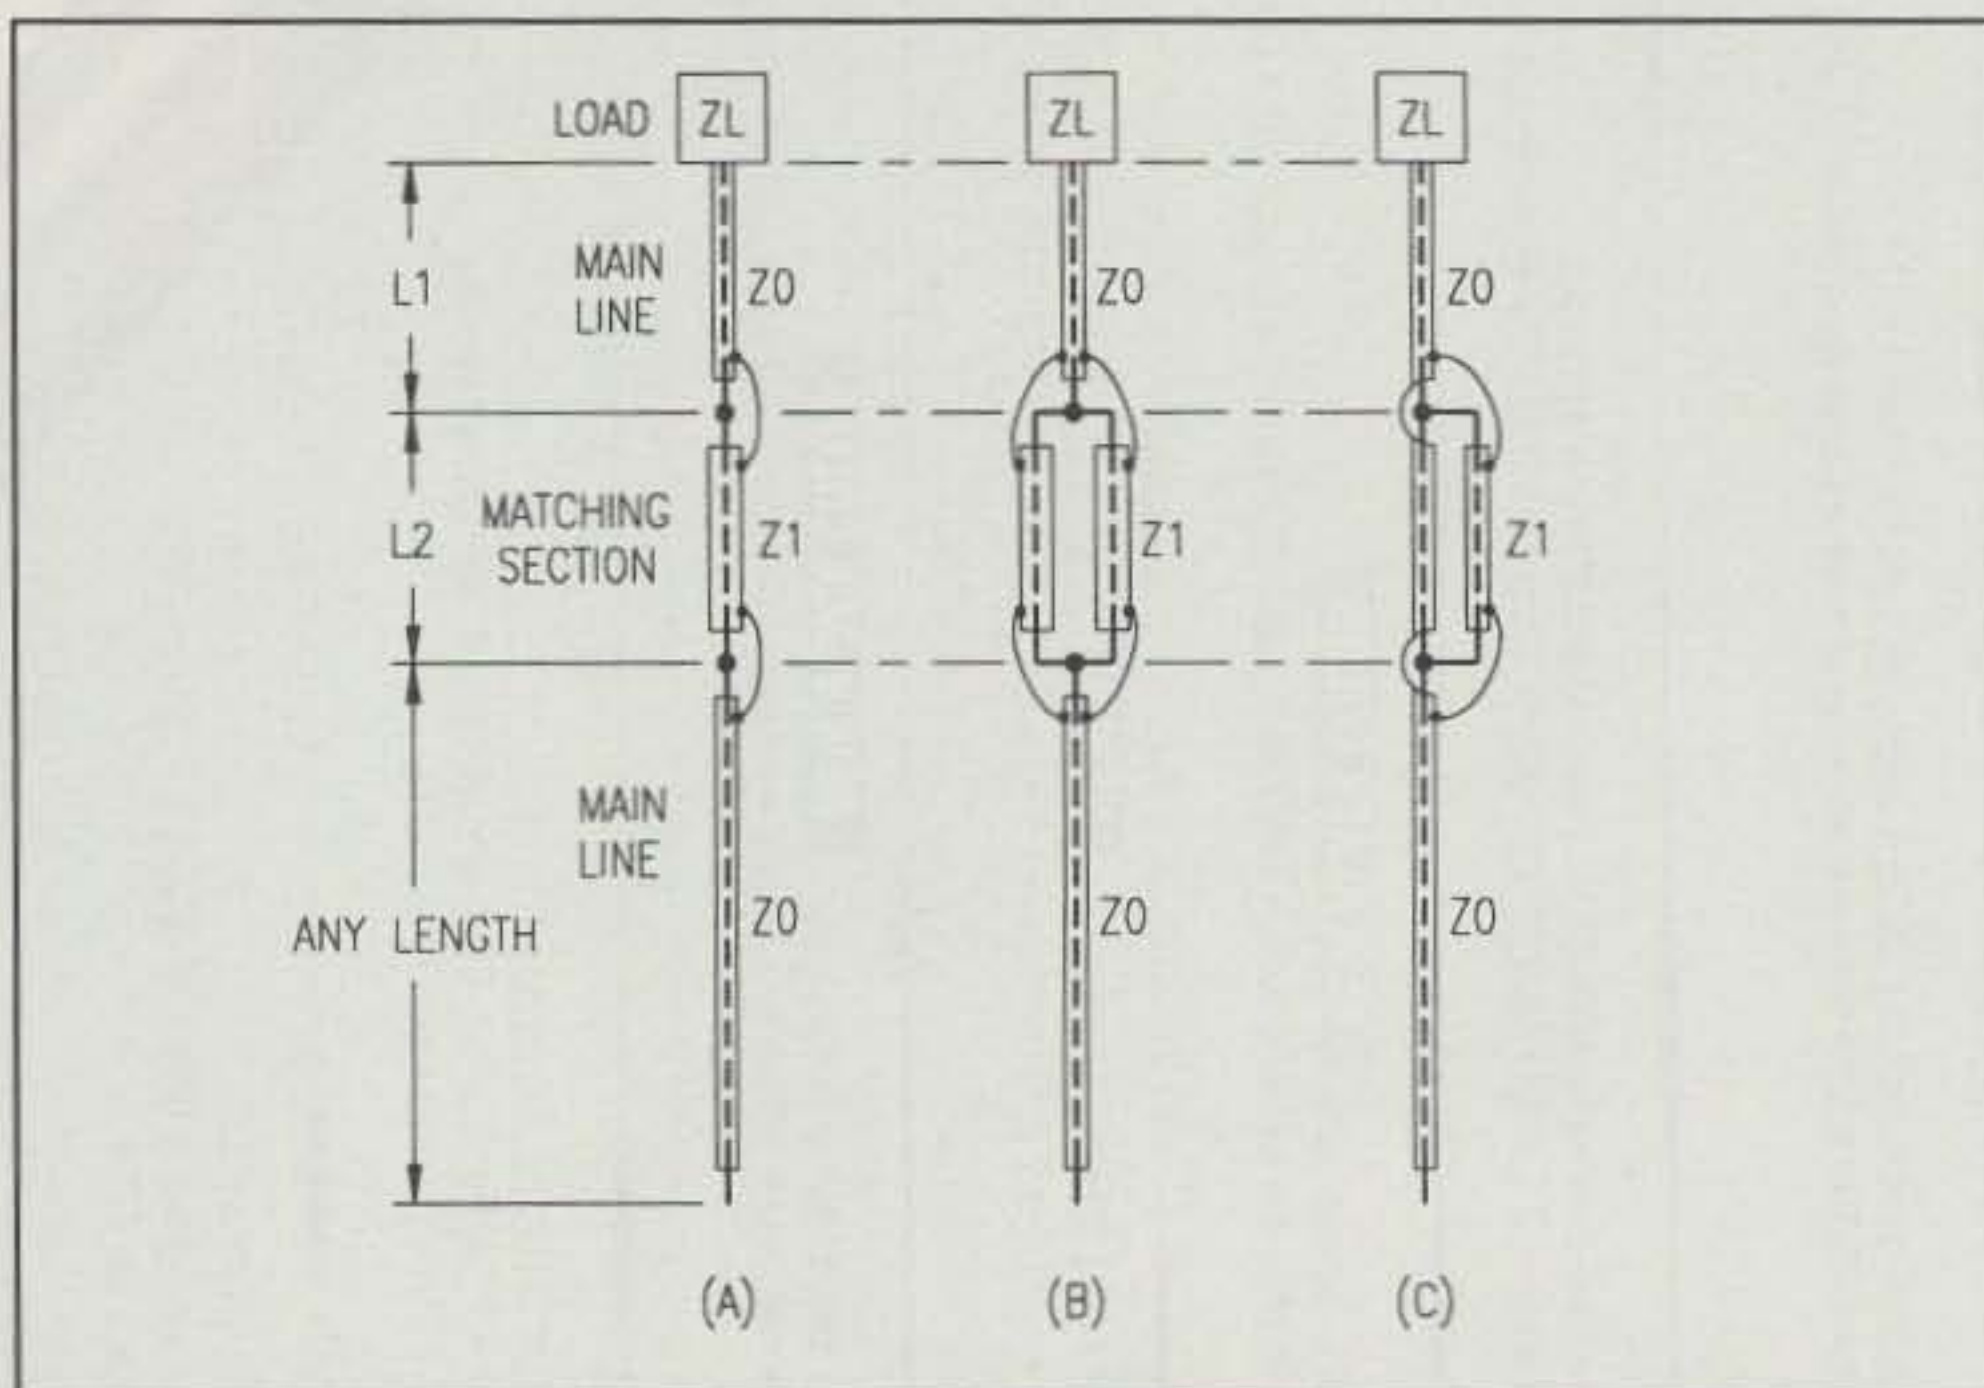 LOAD ZL ZL ZL
L1 MAIN LINE Z0 Z0 Z0
L2 MATCHING SECTION Z1 Z1 Z1
MAIN LINE
ANY LENGTH Z0 Z0 Z0
(A) (B) (C)